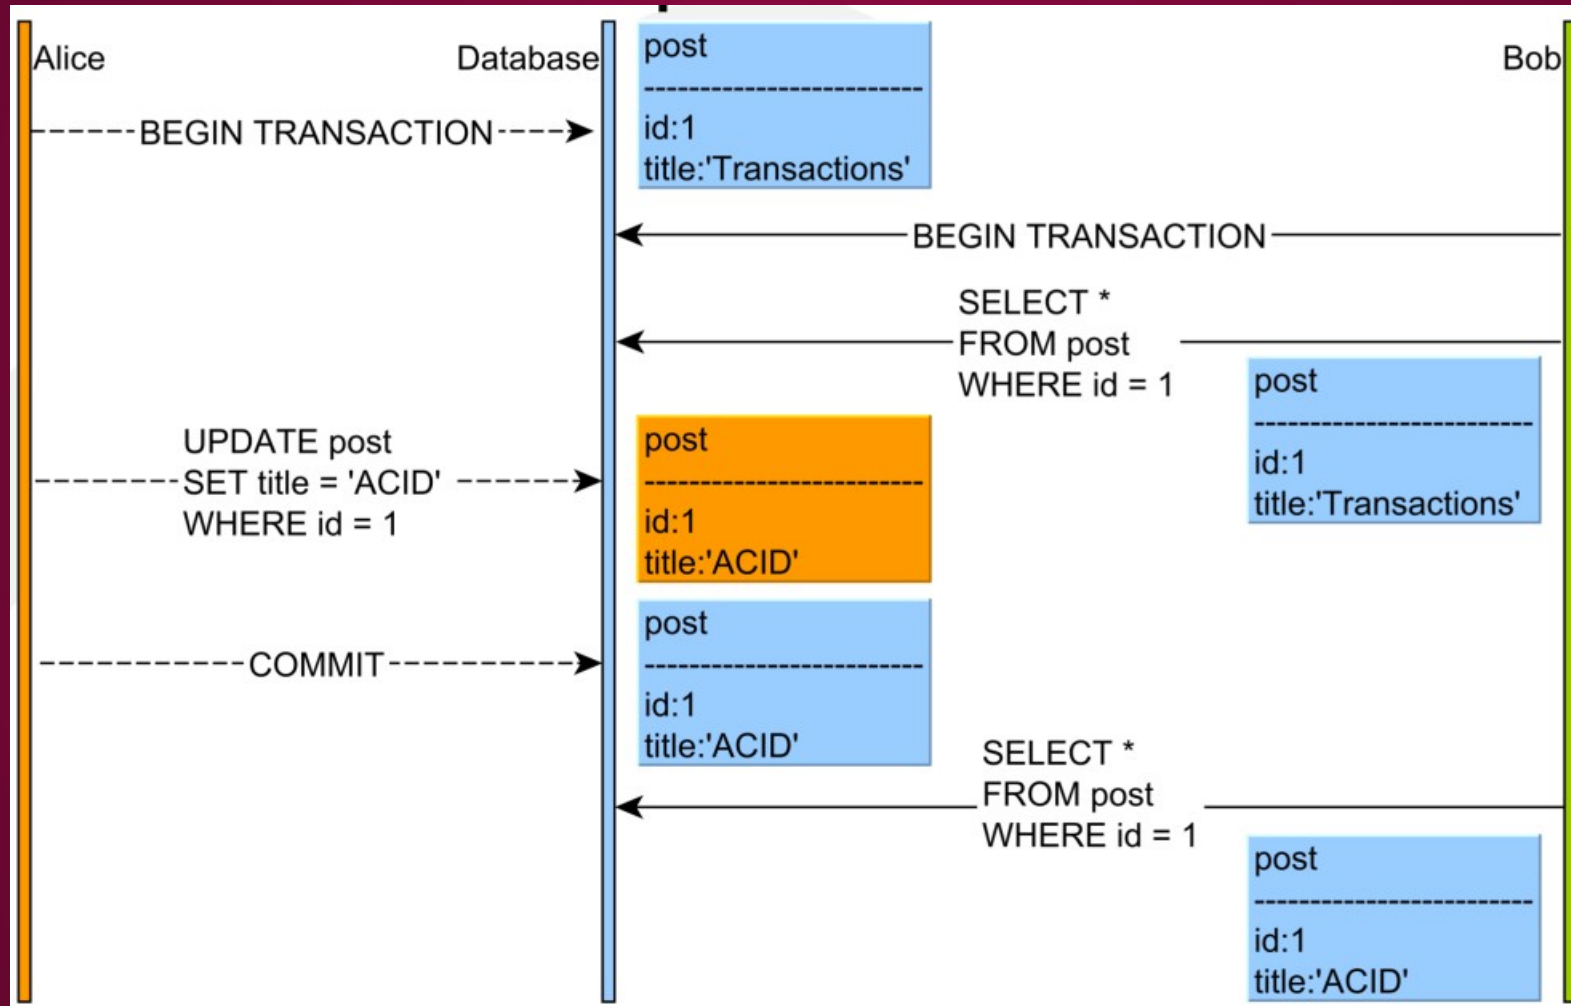 Alice
Database
Bob
post
--------------------------
id:1
title:'Transactions'
BEGIN TRANSACTION
BEGIN TRANSACTION
SELECT *
FROM post
WHERE id = 1
post
--------------------------
id:1
title:'Transactions'
UPDATE post
SET title = 'ACID'
WHERE id = 1
post
--------------------------
id:1
title:'ACID'
COMMIT
post
--------------------------
id:1
title:'ACID'
SELECT *
FROM post
WHERE id = 1
post
--------------------------
id:1
title:'ACID'